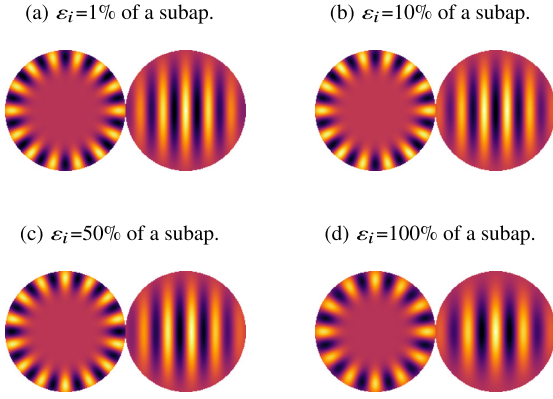 (a) εᵢ=1% of a subap.
(b) εᵢ=10% of a subap.
(c) εᵢ=50% of a subap.
(d) εᵢ=100% of a subap.